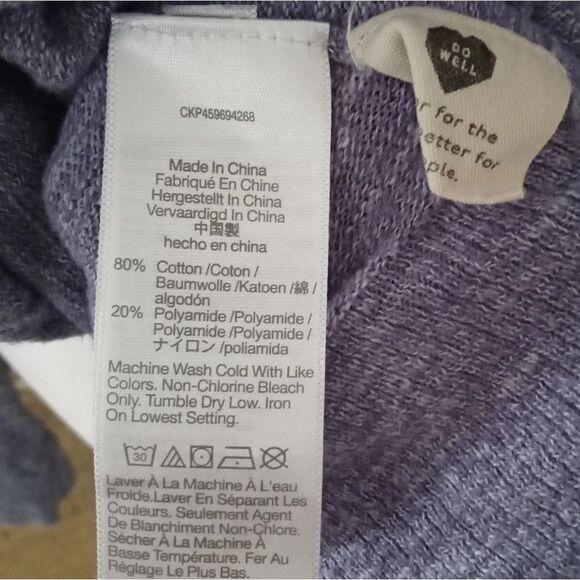 CKP459694268
Made In China
Fabriqué En Chine
Hergestellt In China
Vervaardigd In China
中国製
hecho en china
80% Cotton /Coton /
Baumwolle /Katoen /綿 /
algodón
20% Polyamide /Polyamide /
Polyamide /Polyamide /
ナイロン /poliamida
Machine Wash Cold With Like
Colors. Non-Chlorine Bleach
Only. Tumble Dry Low. Iron
On Lowest Setting.
30
Laver À La Machine À L'eau
Froide.Laver En Séparant Les
Couleurs. Seulement Agent
De Blanchiment Non-Chlore.
Sécher À La Machine À
Basse Température. Fer Au
Réglage Le Plus Bas.
DO
WELL
for the
etter for
ple.